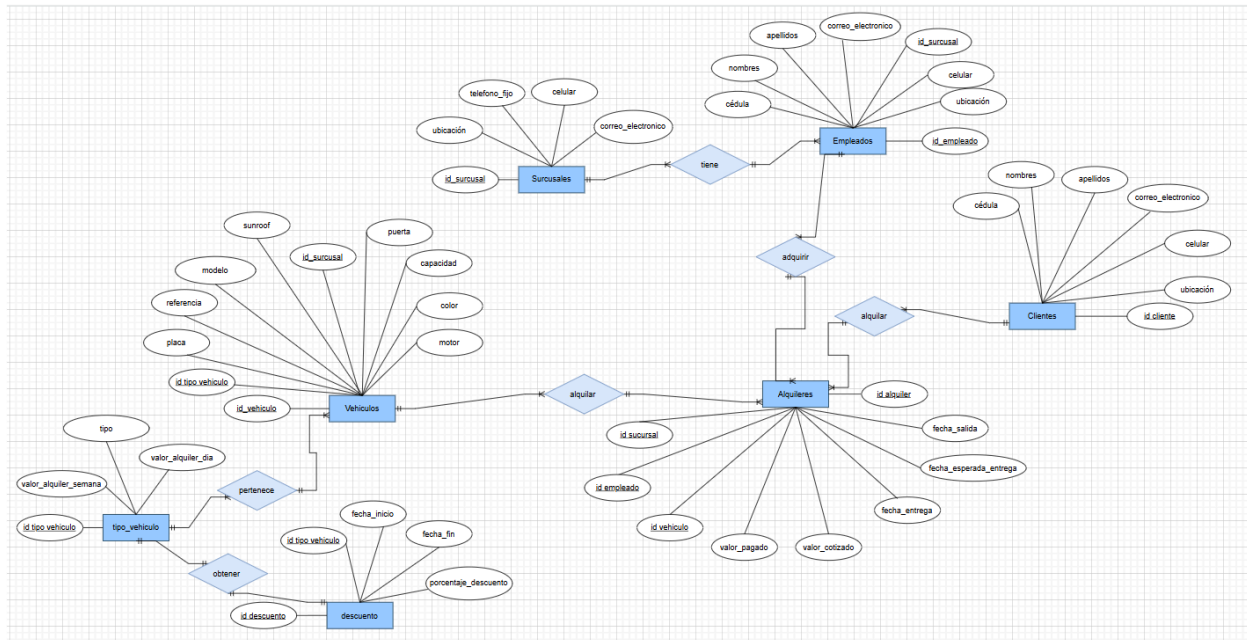 correo_electronico
apellidos
id_surcusal
nombres
celular
cédula
ubicación
Empleados
id_empleado
telefono_fijo
celular
ubicación
correo_electronico
id_surcusal
Surcusales
tiene
nombres
apellidos
cédula
correo_electronico
celular
ubicación
Clientes
id cliente
adquirir
alquilar
sunroof
puerta
id_surcusal
modelo
capacidad
referencia
color
placa
motor
id tipo vehiculo
id_vehiculo
Vehiculos
alquilar
Alquileres
id alquiler
id sucursal
fecha_salida
fecha_esperada_entrega
id empleado
fecha_entrega
id vehiculo
valor_pagado
valor_cotizado
tipo
valor_alquiler_dia
valor_alquiler_semana
pertenece
id tipo vehiculo
tipo_vehiculo
fecha_inicio
id tipo vehiculo
fecha_fin
obtener
porcentaje_descuento
id descuento
descuento